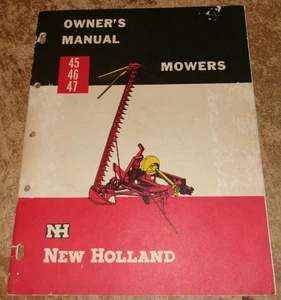 OWNER'S
MANUAL
45
46
47
MOWERS
NH
NEW HOLLAND